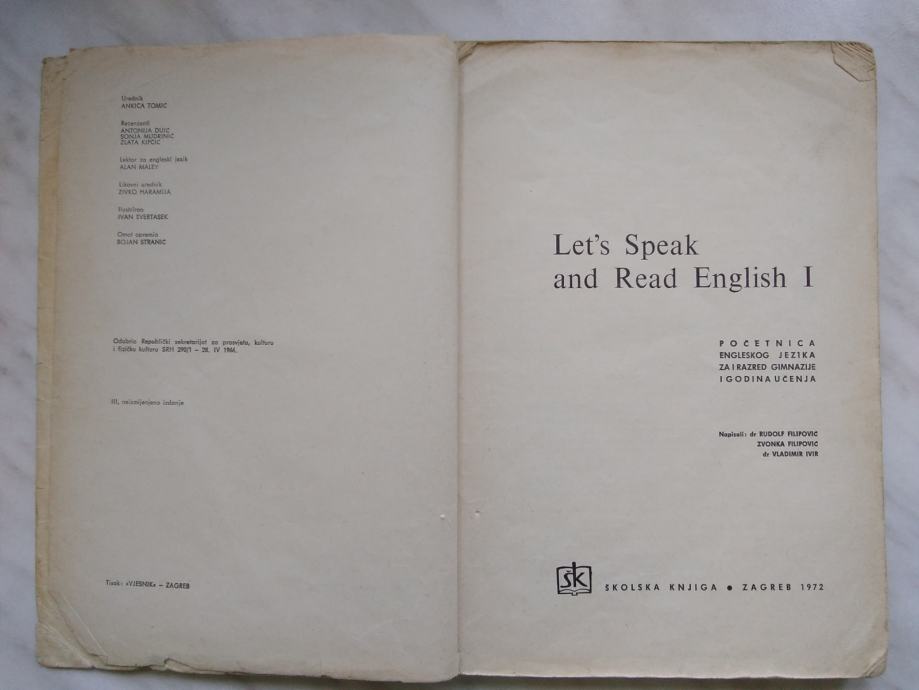 Urednik
ANKICA TOMIĆ
Recenzenti
ANTONIJA DUIĆ
SONJA MUDRINIĆ
ZLATA KIPČIĆ
Lektor za engleski jezik
ALAN MALEY
Likovni urednik
ŽIVKO HARAMIJA
Ilustrirao
IVAN ŠVERTASEK
Omot opremio
BOJAN STRANIĆ
Odobrio Republički sekretarijat za prosvjetu, kulturu
i fizičku kulturu SRH 2901/1 – 28. IV 1966.
III, neizmijenjeno izdanje
Tisak: »VJESNIK« – ZAGREB
Let's Speak
and Read English I
POČETNICA
ENGLESKOG JEZIKA
ZA I RAZRED GIMNAZIJE
I GODINA UČENJA
Napisali: dr RUDOLF FILIPOVIĆ
ZVONKA FILIPOVIĆ
dr VLADIMIR IVIR
ŠK
ŠKOLSKA KNJIGA ● ZAGREB 1972